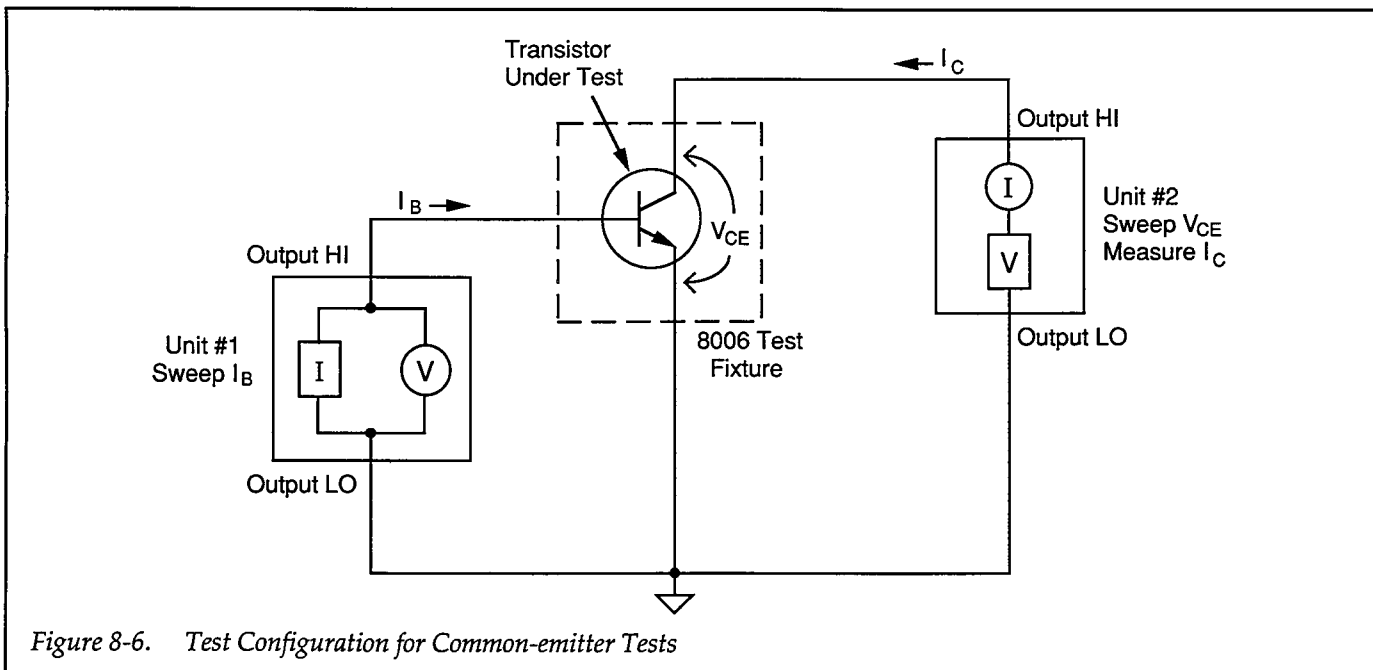 Transistor
Under Test
I_C
Output HI
I_B
V_CE
I
V
Unit #2
Sweep V_CE
Measure I_C
Output HI
I
V
Unit #1
Sweep I_B
8006 Test
Fixture
Output LO
Output LO
Figure 8-6. Test Configuration for Common-emitter Tests